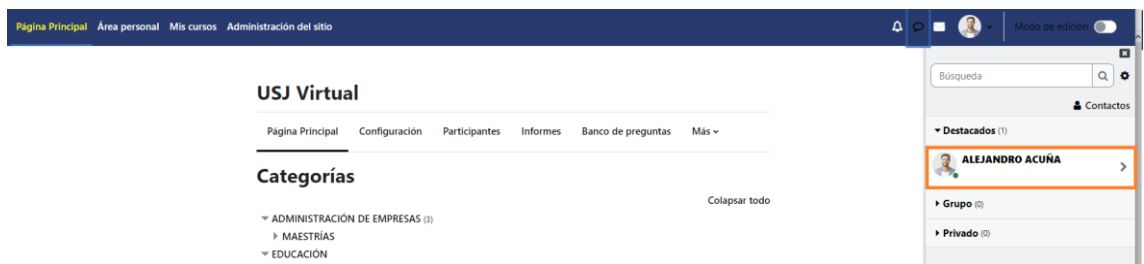 Página Principal Área personal Mis cursos Administración del sitio
Modo de edición
USJ Virtual
Página Principal Configuración Participantes Informes Banco de preguntas Más
Categorías
Colapsar todo
ADMINISTRACIÓN DE EMPRESAS (3)
MAESTRÍAS
EDUCACIÓN
Búsqueda
Contactos
Destacados (1)
ALEJANDRO ACUÑA
Grupo (0)
Privado (0)